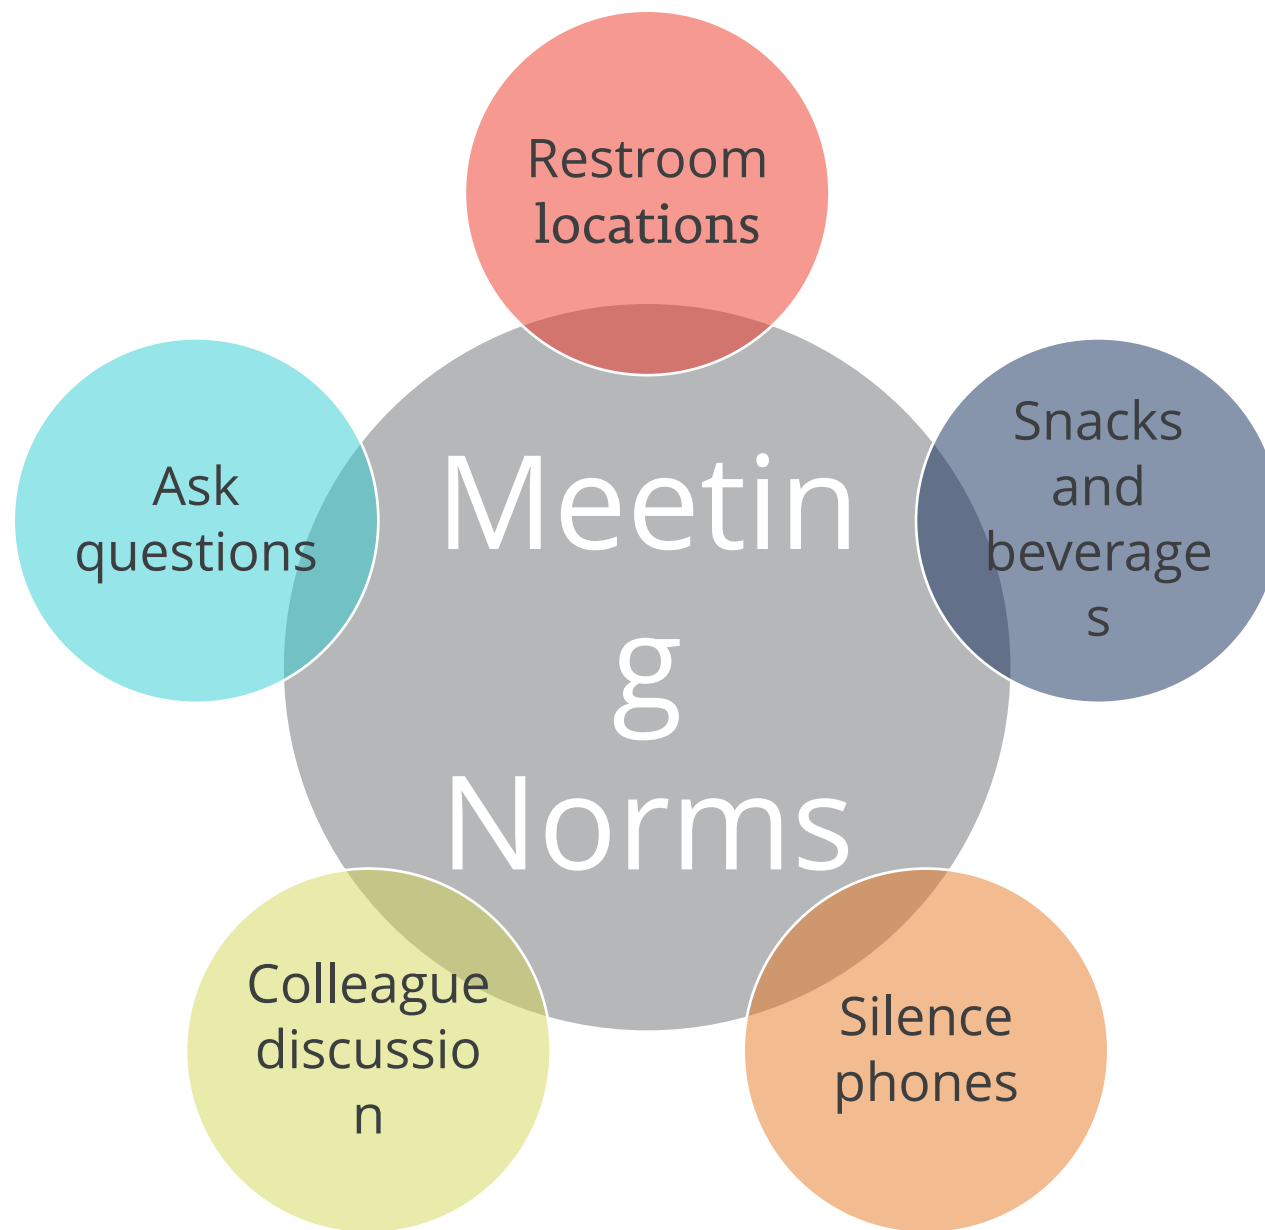 Restroom
locations
Snacks
and
beverage
s
Silence
phones
Colleague
discussio
n
Ask
questions
Meetin
g
Norms